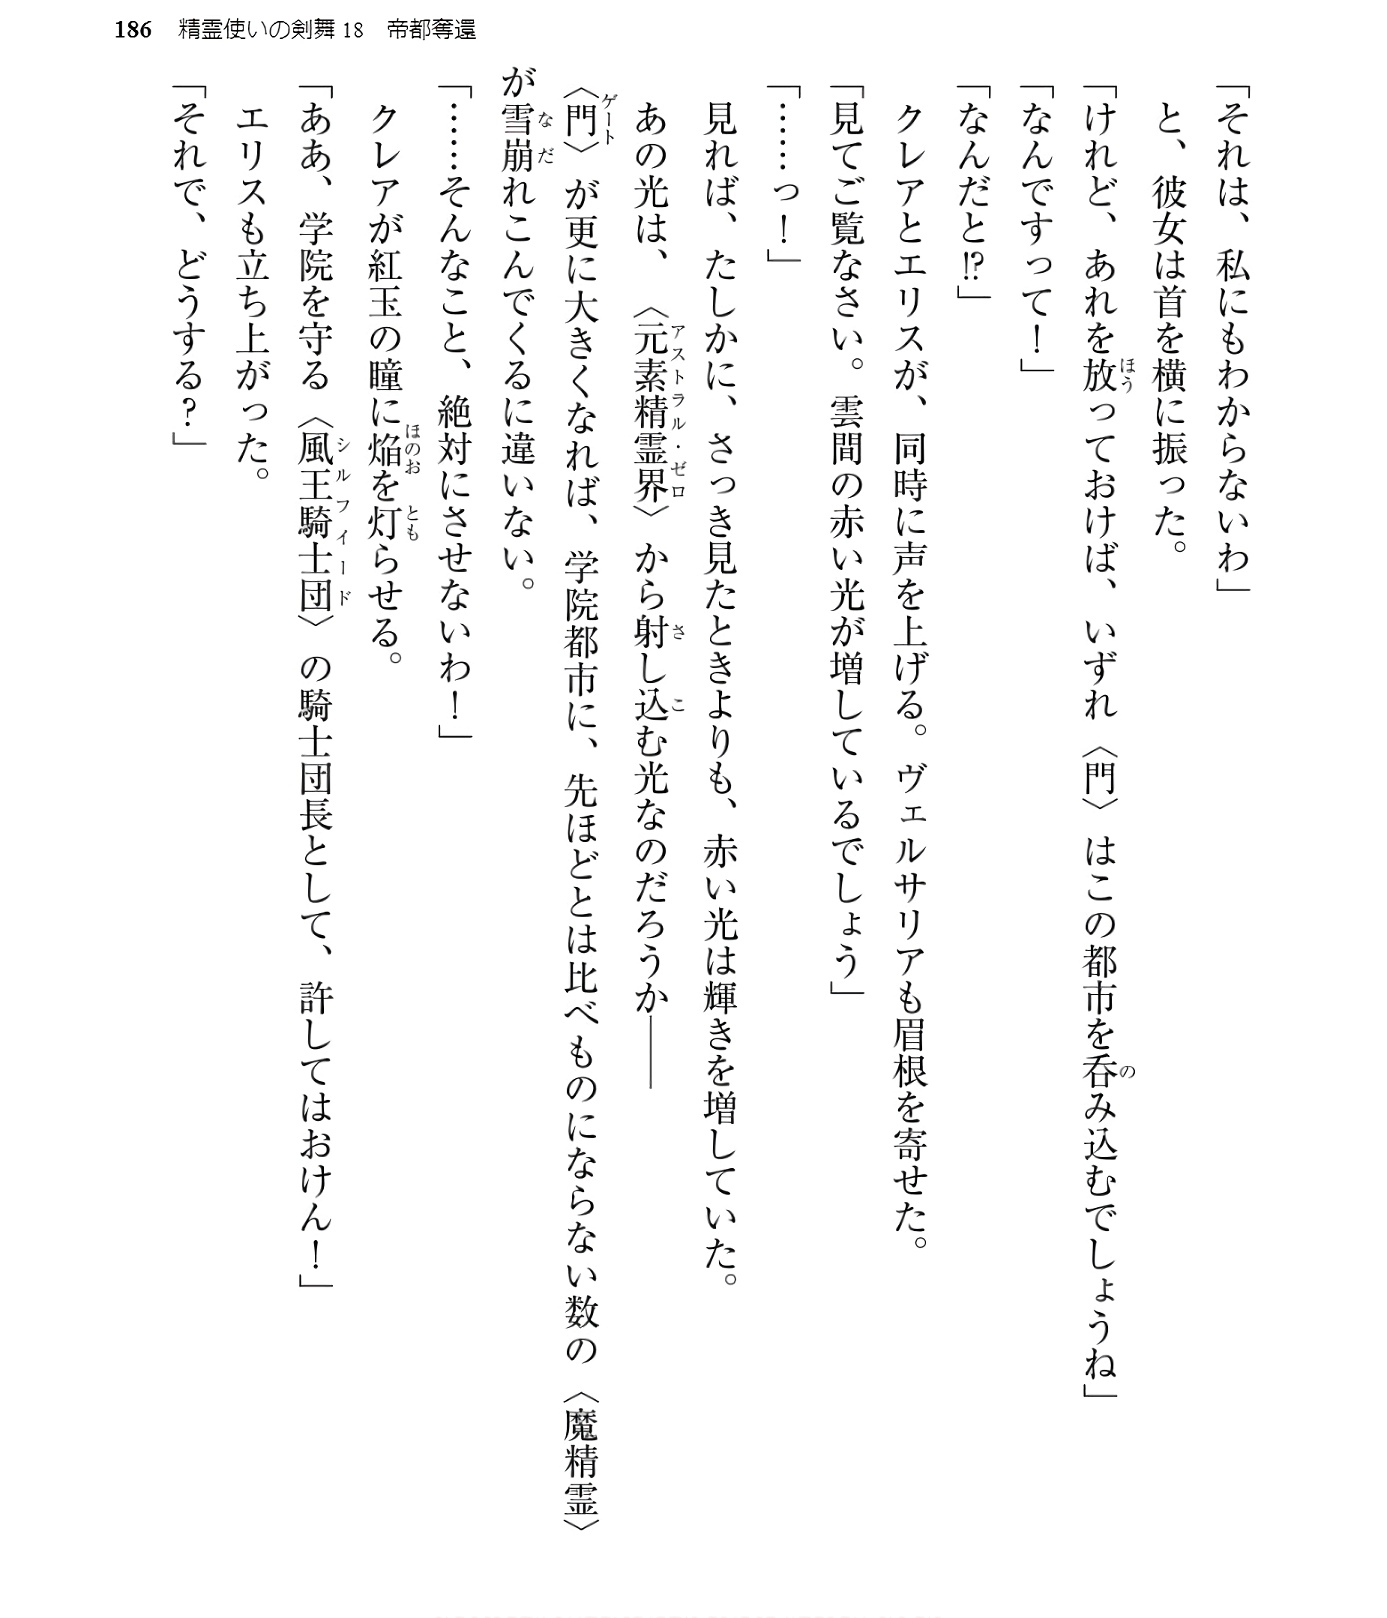 186 精霊使いの剣舞18 帝都奪還
「それは、私にもわからないわ」
と、彼女は首を横に振った。
「けれど、あれを放っておけば、いずれ〈門〉はこの都市を呑み込むでしょうね」
「なんですって！」
「なんだと!?」
クレアとエリスが、同時に声を上げる。ヴェルサリアも眉根を寄せた。
「見てご覧なさい。雲間の赤い光が増しているでしょう」
「……っ！」
見れば、たしかに、さっき見たときよりも、赤い光は輝きを増していた。
あの光は、〈元素精霊界〉から射し込む光なのだろうか――
〈門〉が更に大きくなれば、学院都市に、先ほどとは比べものにならない数の〈魔精霊〉
が雪崩れこんでくるに違いない。
「……そんなこと、絶対にさせないわ！」
クレアが紅玉の瞳に焔を灯らせる。
「ああ、学院を守る〈風王騎士団〉の騎士団長として、許してはおけん！」
エリスも立ち上がった。
「それで、どうする？」